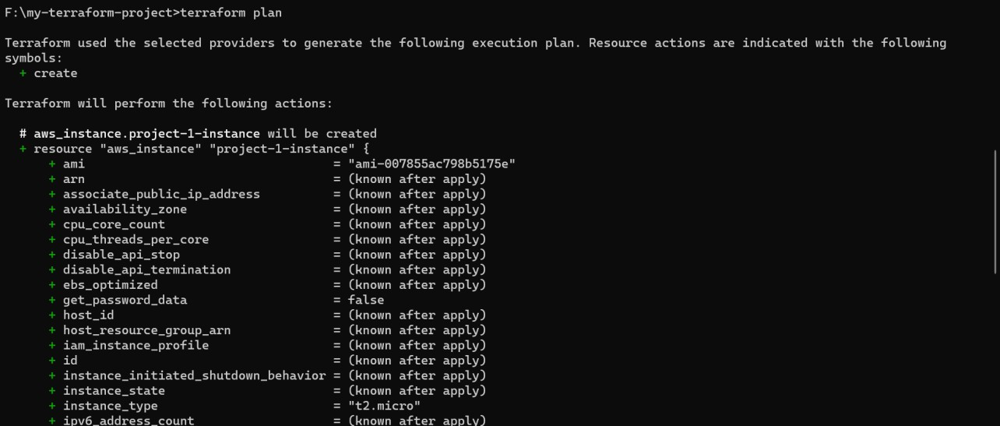 F:\my-terraform-project>terraform plan
Terraform used the selected providers to generate the following execution plan. Resource actions are indicated with the following
symbols:
+ create
Terraform will perform the following actions:
# aws_instance.project-1-instance will be created
+ resource "aws_instance" "project-1-instance" {
+ ami = "ami-007855ac798b5175e"
+ arn = (known after apply)
+ associate_public_ip_address = (known after apply)
+ availability_zone = (known after apply)
+ cpu_core_count = (known after apply)
+ cpu_threads_per_core = (known after apply)
+ disable_api_stop = (known after apply)
+ disable_api_termination = (known after apply)
+ ebs_optimized = (known after apply)
+ get_password_data = false
+ host_id = (known after apply)
+ host_resource_group_arn = (known after apply)
+ iam_instance_profile = (known after apply)
+ id = (known after apply)
+ instance_initiated_shutdown_behavior = (known after apply)
+ instance_state = (known after apply)
+ instance_type = "t2.micro"
+ ipv6_address_count = (known after apply)